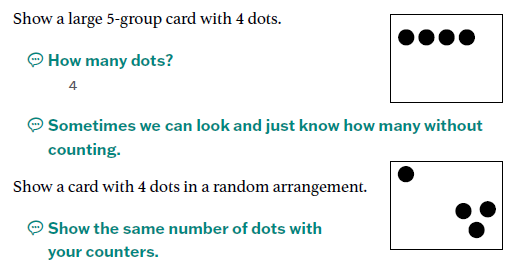 Show a large 5-group card with 4 dots.
How many dots?
4
Sometimes we can look and just know how many without
counting.
Show a card with 4 dots in a random arrangement.
Show the same number of dots with
your counters.